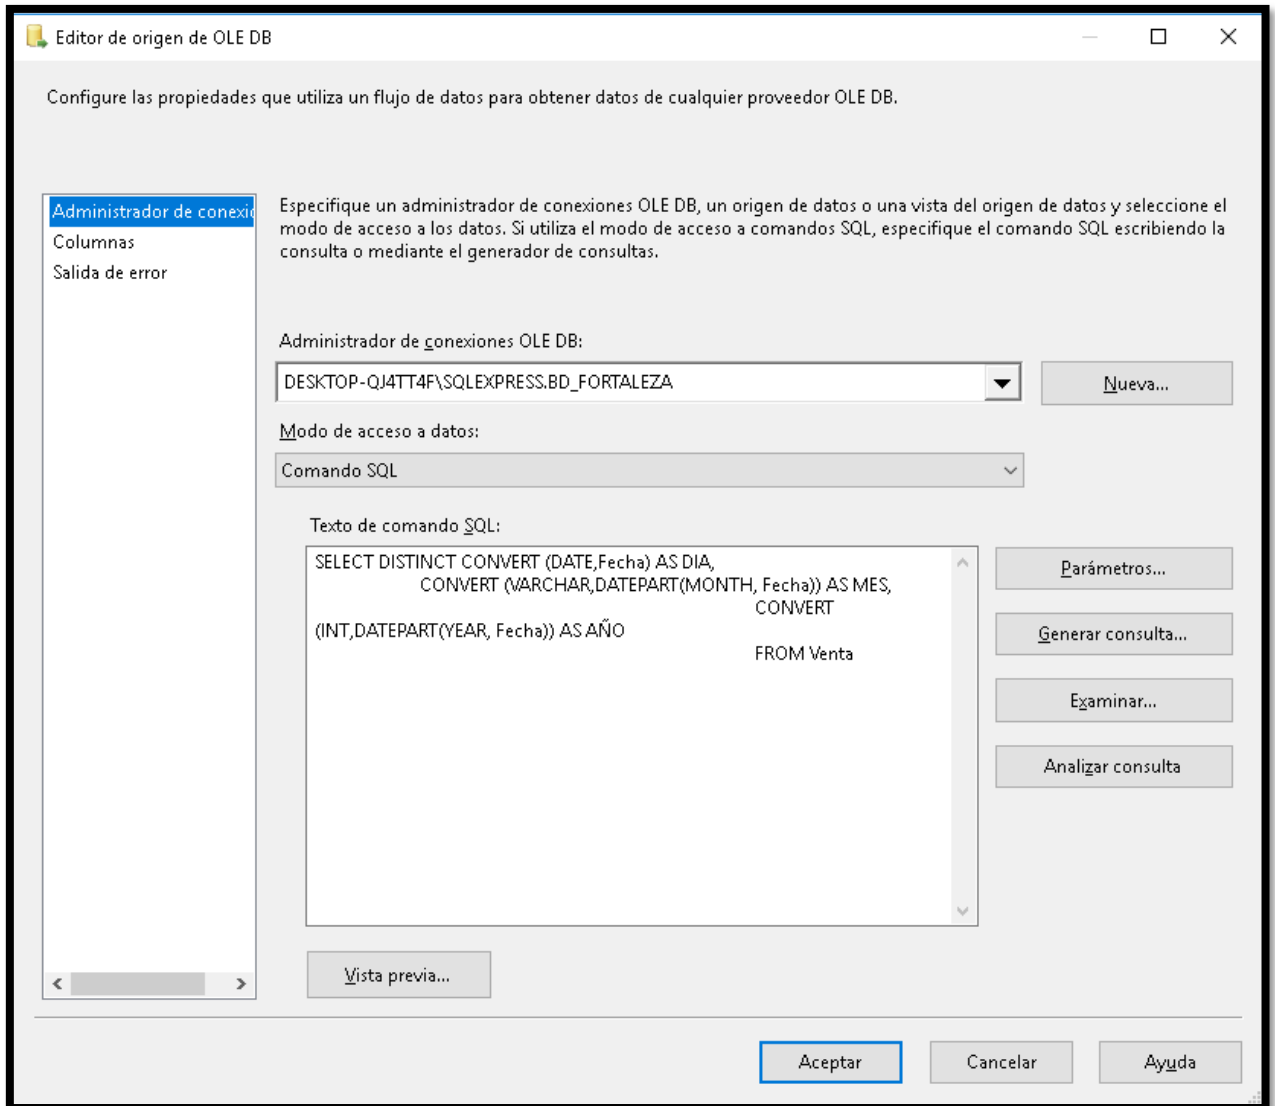 Editor de origen de OLE DB
Configure las propiedades que utiliza un flujo de datos para obtener datos de cualquier proveedor OLE DB.
Administrador de conexio
Columnas
Salida de error
Especifique un administrador de conexiones OLE DB, un origen de datos o una vista del origen de datos y seleccione el
modo de acceso a los datos. Si utiliza el modo de acceso a comandos SQL, especifique el comando SQL escribiendo la
consulta o mediante el generador de consultas.
Administrador de conexiones OLE DB:
DESKTOP-QJ4TT4F\SQLEXPRESS.BD_FORTALEZA
Nueva...
Modo de acceso a datos:
Comando SQL
Texto de comando SQL:
SELECT DISTINCT CONVERT (DATE,Fecha) AS DIA,
CONVERT (VARCHAR,DATEPART(MONTH, Fecha)) AS MES,
CONVERT
(INT,DATEPART(YEAR, Fecha)) AS AÑO
FROM Venta
Parámetros...
Generar consulta...
Examinar...
Analizar consulta
Vista previa...
Aceptar
Cancelar
Ayuda